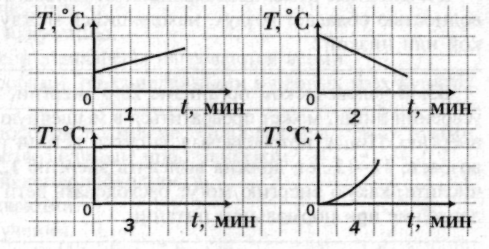 T, °C T, °C
0 0
1 t, мин 2 t, мин
T, °C T, °C
0 0
3 t, мин 4 t, мин